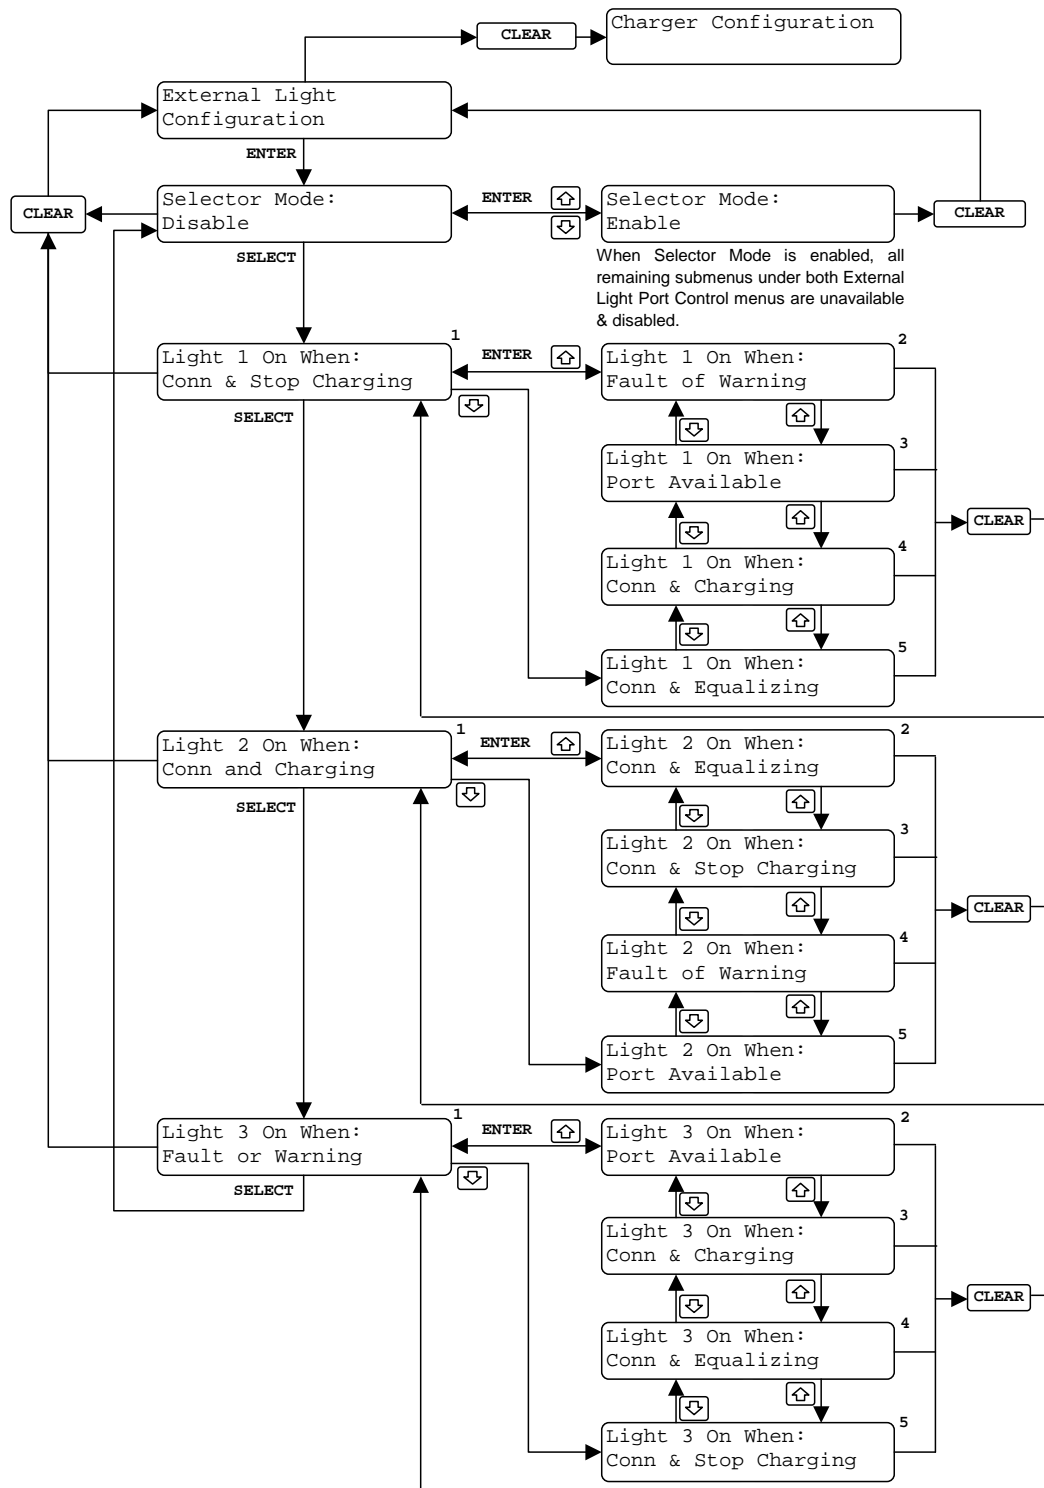 Charger Configuration
CLEAR
External Light
Configuration
ENTER
Selector Mode:
Disable
ENTER
Selector Mode:
Enable
CLEAR
CLEAR
SELECT
When Selector Mode is enabled, all
remaining submenus under both External
Light Port Control menus are unavailable
& disabled.
1
Light 1 On When:
Conn & Stop Charging
ENTER
2
Light 1 On When:
Fault of Warning
SELECT
3
Light 1 On When:
Port Available
CLEAR
4
Light 1 On When:
Conn & Charging
5
Light 1 On When:
Conn & Equalizing
1
Light 2 On When:
Conn and Charging
ENTER
2
Light 2 On When:
Conn & Equalizing
SELECT
3
Light 2 On When:
Conn & Stop Charging
CLEAR
4
Light 2 On When:
Fault of Warning
5
Light 2 On When:
Port Available
1
Light 3 On When:
Fault or Warning
ENTER
2
Light 3 On When:
Port Available
SELECT
3
Light 3 On When:
Conn & Charging
CLEAR
4
Light 3 On When:
Conn & Equalizing
5
Light 3 On When:
Conn & Stop Charging